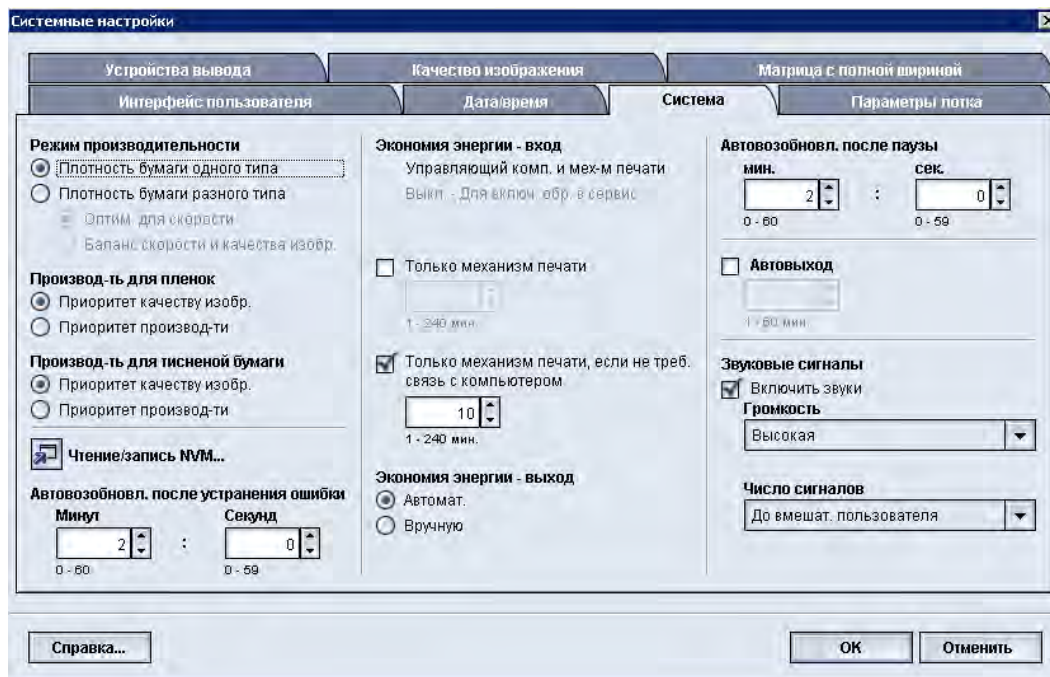 Системные настройки
Устройства вывода
Качество изображения
Матрица с полной шириной
Интерфейс пользователя
Дата/время
Система
Параметры лотка
Режим производительности
Плотность бумаги одного типа
Плотность бумаги разного типа
Оптим. для скорости
Баланс скорости и качества изобр.
Производ-ть для пленок
Приоритет качеству изобр.
Приоритет производ-ти
Производ-ть для тисненой бумаги
Приоритет качеству изобр.
Приоритет производ-ти
Чтение/запись NVM...
Автовозобновл. после устранения ошибки
Минут
Секунд
2 : 0
0 - 60
0 - 59
Экономия энергии - вход
Управляющий комп. и мех-м печати
Выкл - Для включ. обр. в сервис
Только механизм печати
1 - 240 мин.
Только механизм печати, если не треб.
связь с компьютером
10
1 - 240 мин.
Экономия энергии - выход
Автомат.
Вручную
Автовозобновл. после паузы
мин.
сек.
2 : 0
0 - 60
0 - 59
Автовыход
1 - 60 мин.
Звуковые сигналы
Включить звуки
Громкость
Высокая
Число сигналов
До вмешат. пользователя
Справка...
OK
Отменить